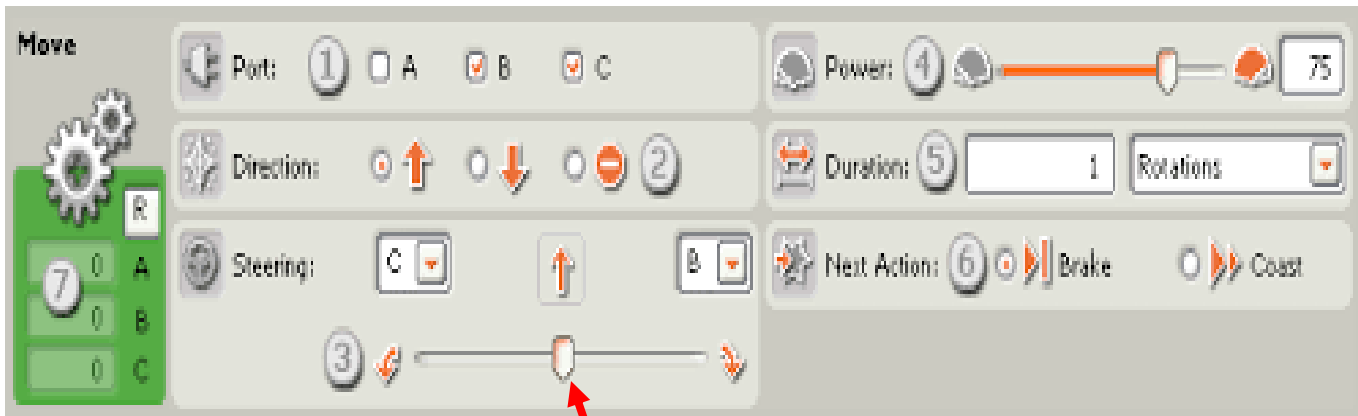 Move
Port: 1 A B C
Direction: 2
Steering: C B
3
Power: 4 75
Duration: 5 1 Rotations
Next Action: 6 Brake Coast
R
7 0 A
0 B
0 C